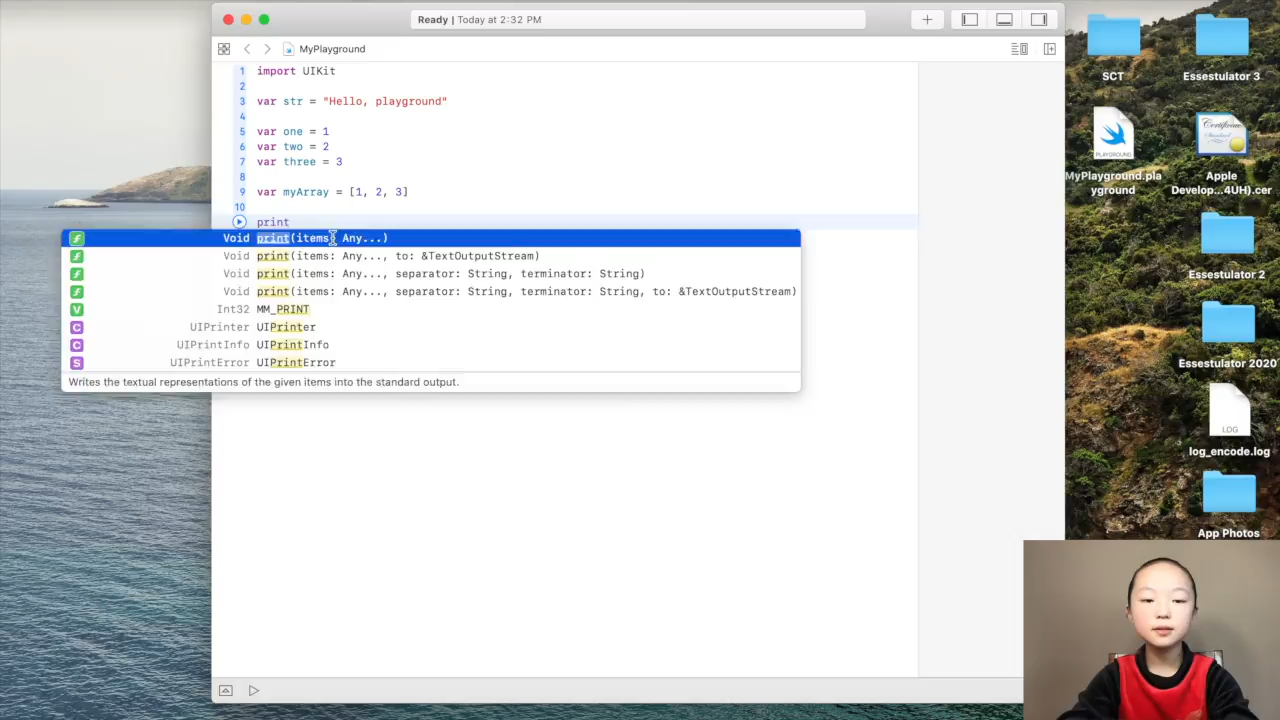 Ready | Today at 2:32 PM
MyPlayground
1 import UIKit
2
3 var str = "Hello, playground"
4
5 var one = 1
6 var two = 2
7 var three = 3
8
9 var myArray = [1, 2, 3]
10
print
Void print(items: Any...)
Void print(items: Any..., to: &TextOutputStream)
Void print(items: Any..., separator: String, terminator: String)
Void print(items: Any..., separator: String, terminator: String, to: &TextOutputStream)
Int32 MM_PRINT
UIPrinter UIPrinter
UIPrintInfo UIPrintInfo
UIPrintError UIPrintError
Writes the textual representations of the given items into the standard output.
SCT
Essestulator 3
PLAYGROUND
MyPlayground.pla
yground
Certificate
Standard
Apple
Develop...4UH).cer
Essestulator 2
Essestulator 2020
LOG
log_encode.log
App Photos